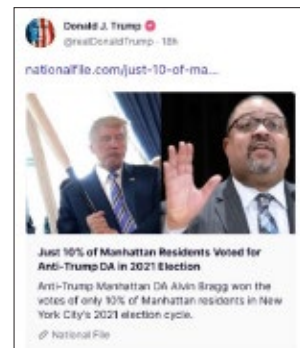 Donald J. Trump
@realDonaldTrump · 18h
nationalfile.com/just-10-of-ma...
Just 10% of Manhattan Residents Voted for
Anti-Trump DA in 2021 Election
Anti-Trump Manhattan DA Alvin Bragg won the
votes of only 10% of Manhattan residents in New
York City's 2021 election cycle.
National File